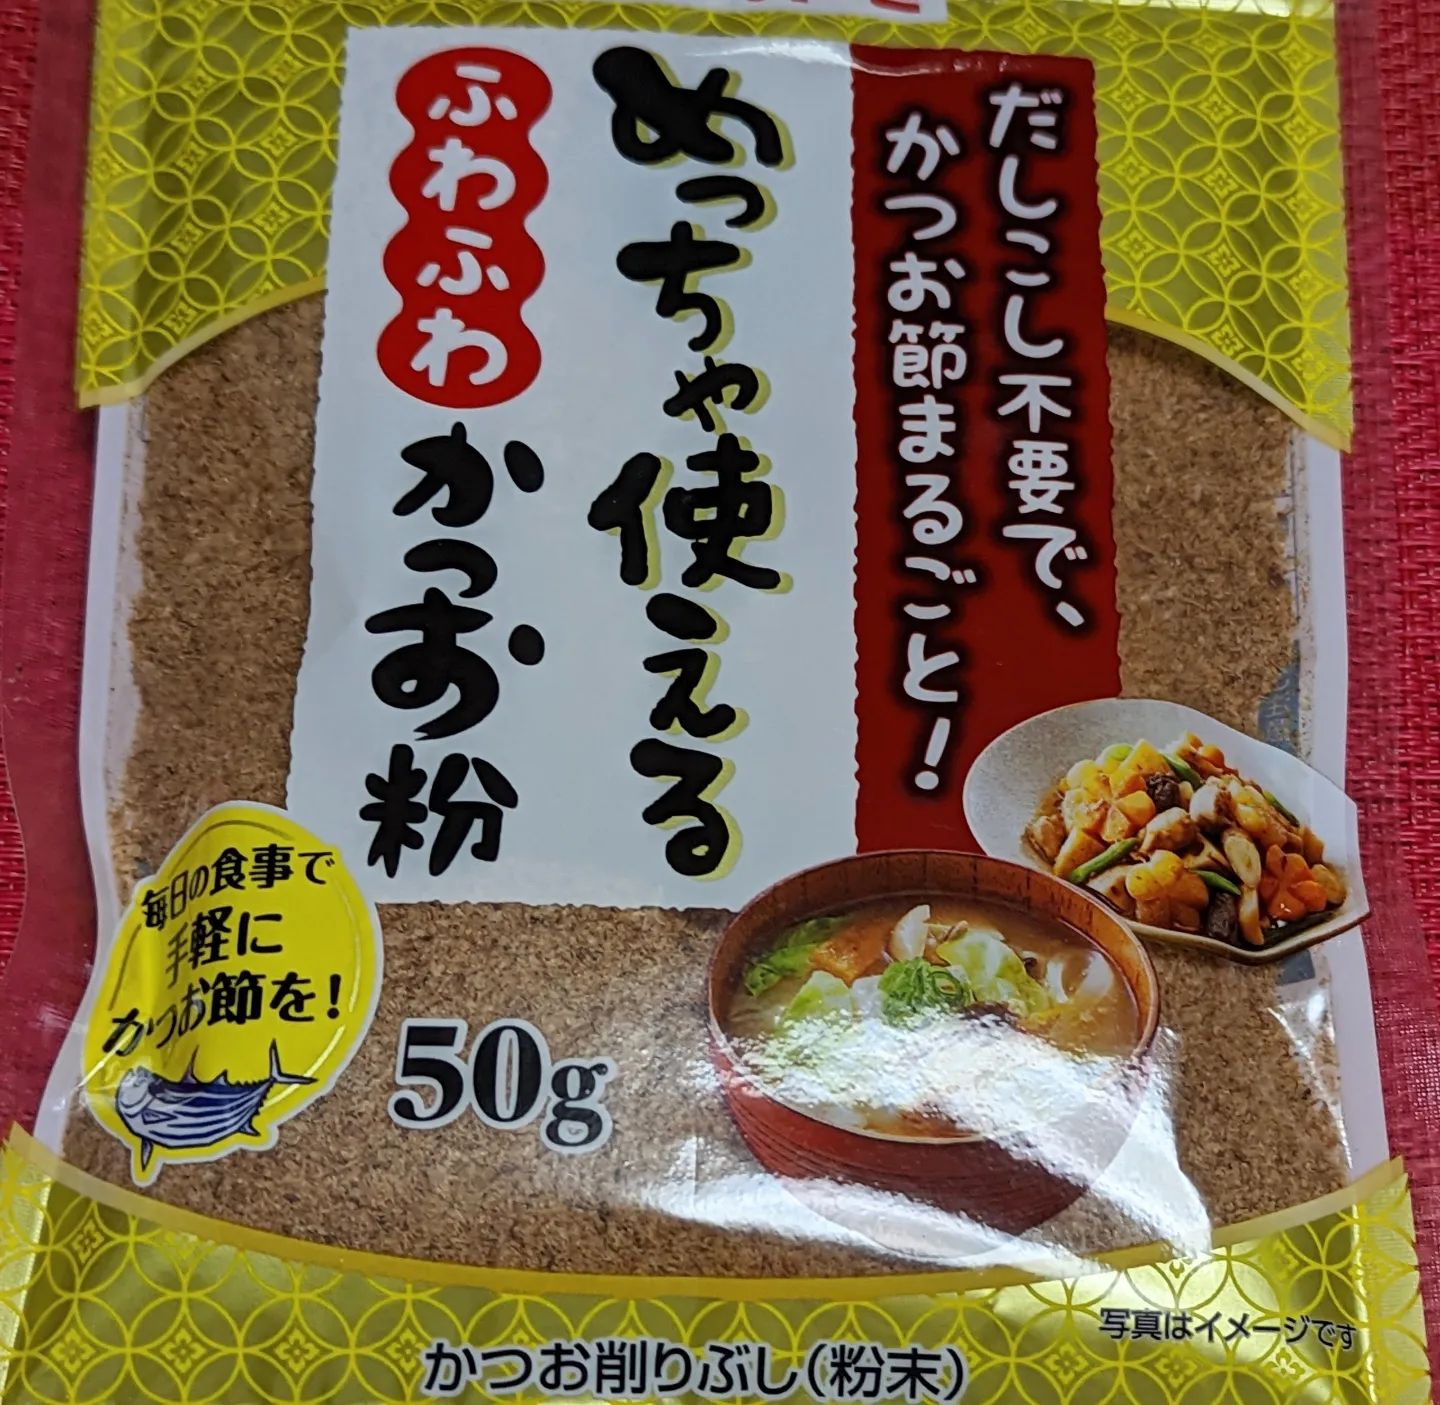 だしこし不要で、
かつお節まるごと!
めっちゃ使える
ふわふわ
かつお粉
毎日の食事で
手軽に
かつお節を!
50g
写真はイメージです
かつお削りぶし(粉末)